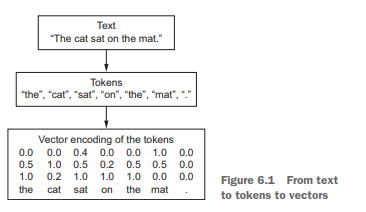 Text
“The cat sat on the mat.”
Tokens
“the”, “cat”, “sat”, “on”, “the”, “mat”, “.”
Vector encoding of the tokens
0.0 0.0 0.4 0.0 0.0 1.0 0.0
0.5 1.0 0.5 0.2 0.5 0.5 0.0
1.0 0.2 1.0 1.0 1.0 0.0 0.0
the cat sat on the mat .
Figure 6.1 From text
to tokens to vectors